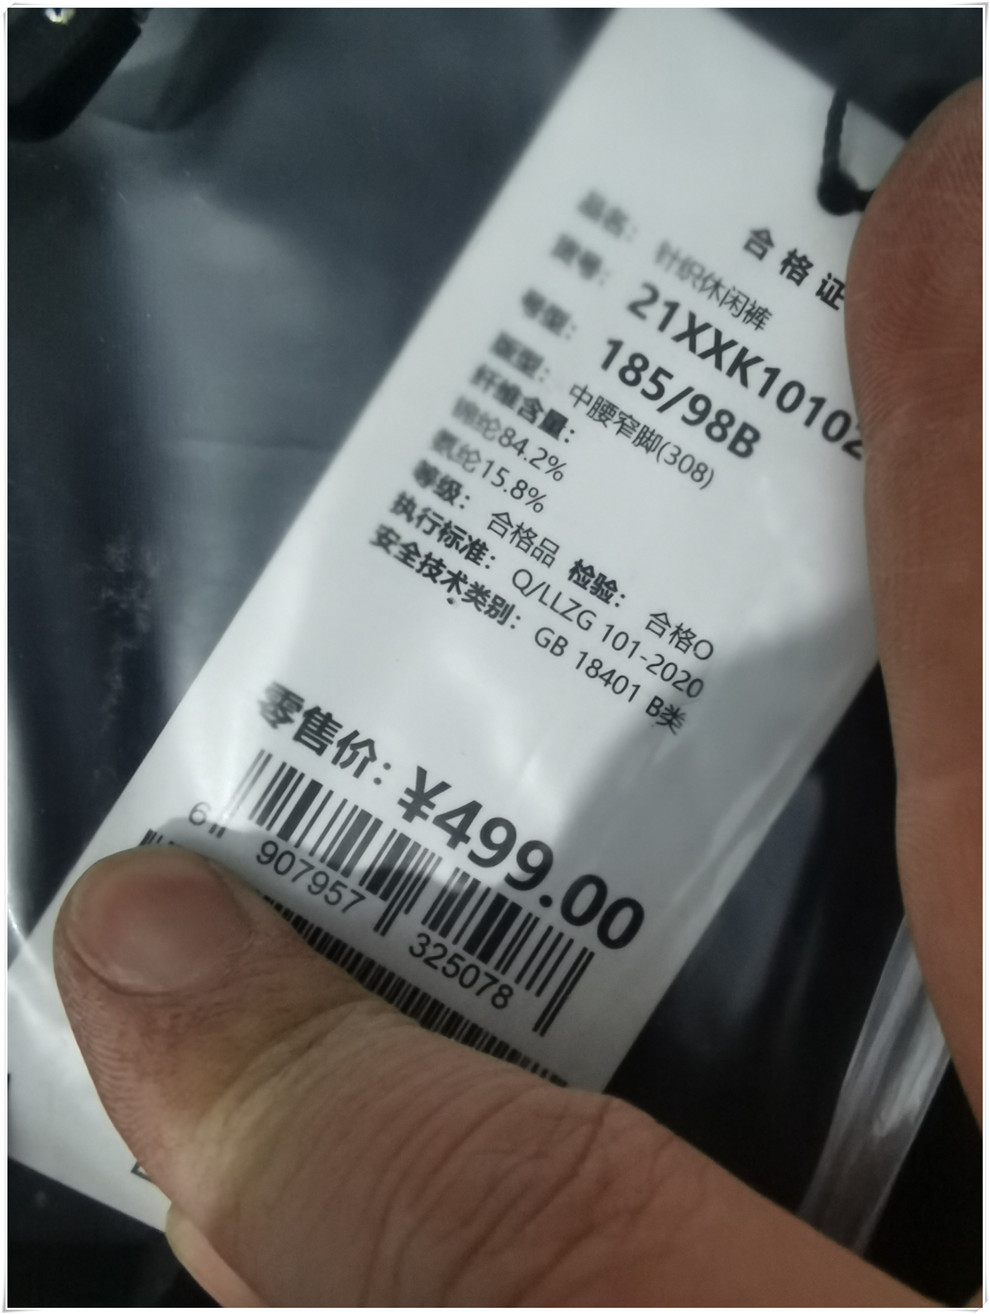 合格证
品名: 针织休闲裤
货号: 21XXK10102
号型: 185/98B
版型: 中腰窄脚(308)
纤维含量:
锦纶84.2%
氨纶15.8%
等级: 合格品 检验: 合格O
执行标准: Q/LLZG 101-2020
安全技术类别: GB 18401 B类
零售价: ¥499.00
6 907957 325078